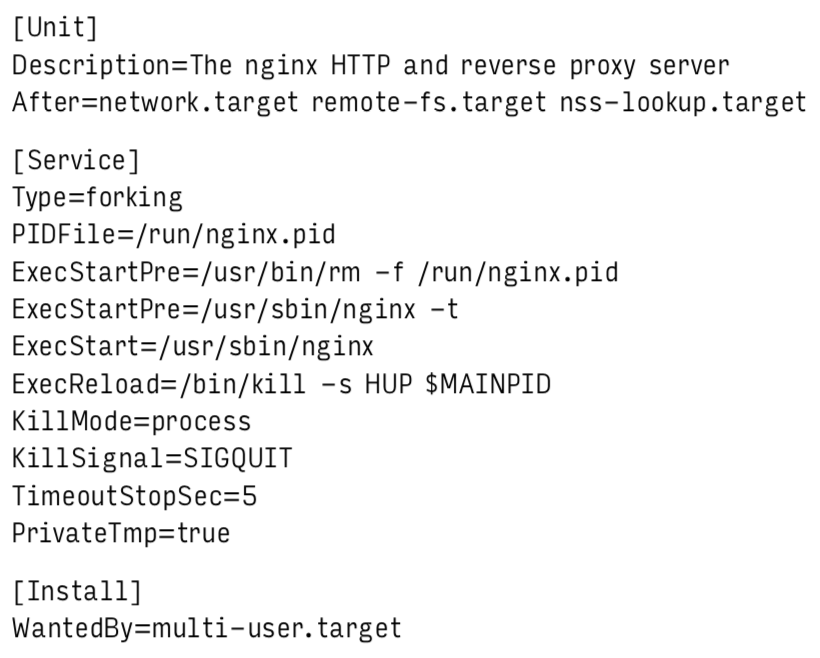 [Unit]
Description=The nginx HTTP and reverse proxy server
After=network.target remote-fs.target nss-lookup.target
[Service]
Type=forking
PIDFile=/run/nginx.pid
ExecStartPre=/usr/bin/rm -f /run/nginx.pid
ExecStartPre=/usr/sbin/nginx -t
ExecStart=/usr/sbin/nginx
ExecReload=/bin/kill -s HUP $MAINPID
KillMode=process
KillSignal=SIGQUIT
TimeoutStopSec=5
PrivateTmp=true
[Install]
WantedBy=multi-user.target